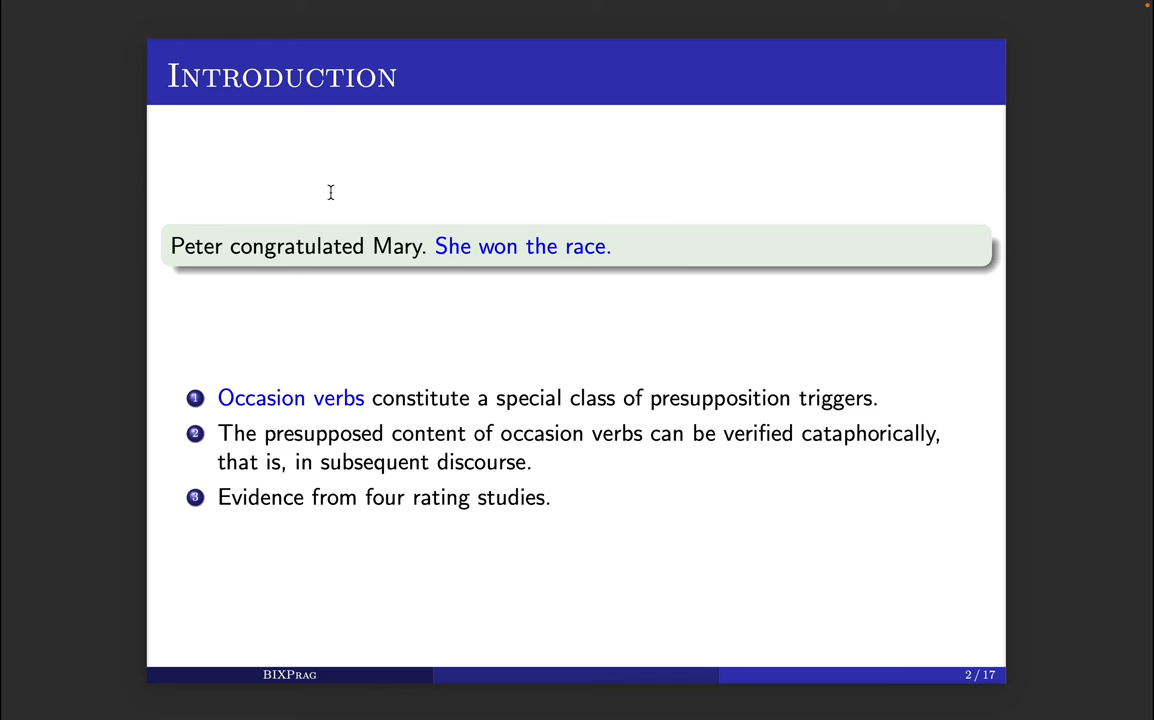 Introduction
Peter congratulated Mary. She won the race.
1 Occasion verbs constitute a special class of presupposition triggers.
2 The presupposed content of occasion verbs can be verified cataphorically,
that is, in subsequent discourse.
3 Evidence from four rating studies.
BIXPrag
2 / 17